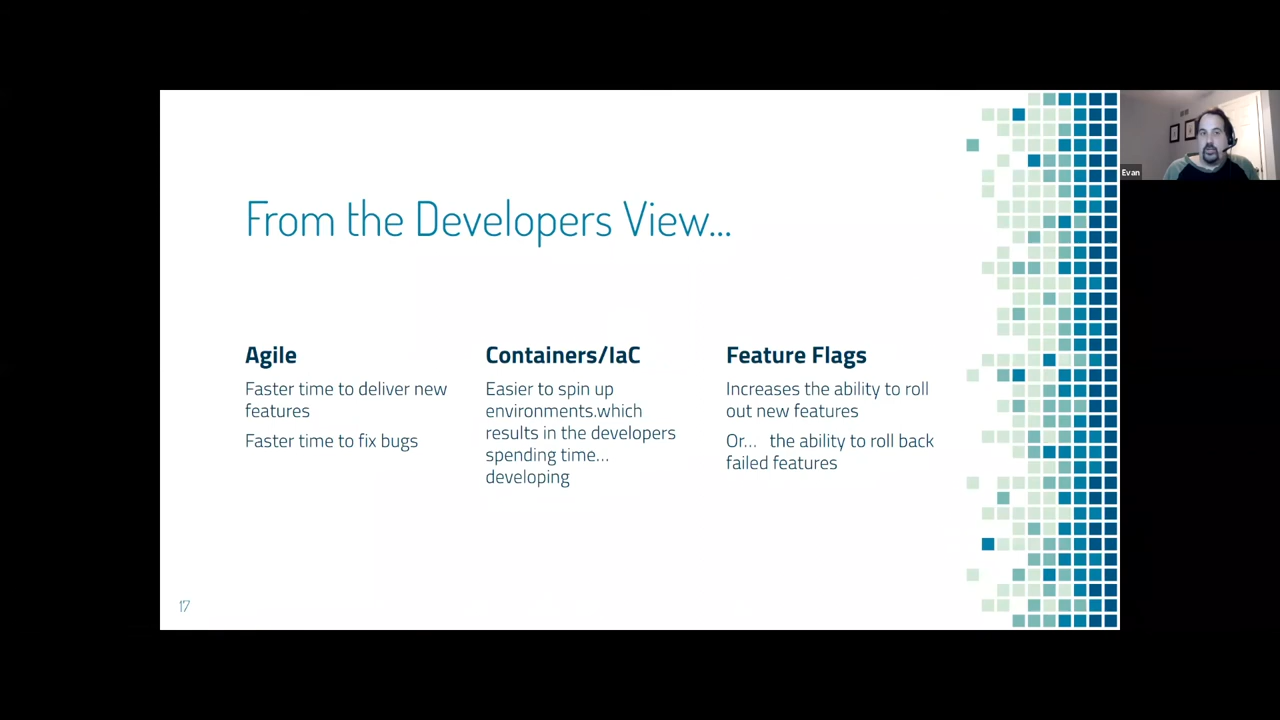 From the Developers View...
Agile
Faster time to deliver new
features
Faster time to fix bugs
Containers/IaC
Easier to spin up
environments.which
results in the developers
spending time...
developing
Feature Flags
Increases the ability to roll
out new features
Or... the ability to roll back
failed features
17
Evan